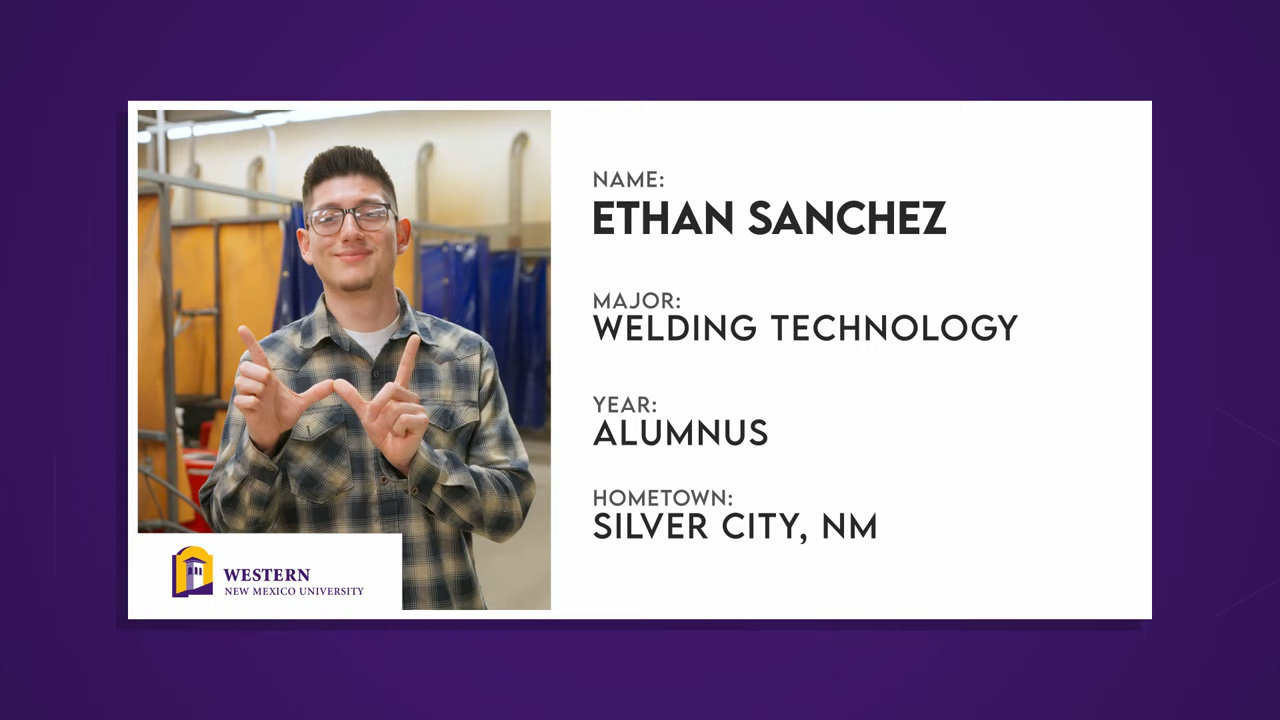 NAME:
ETHAN SANCHEZ
MAJOR:
WELDING TECHNOLOGY
YEAR:
ALUMNUS
HOMETOWN:
SILVER CITY, NM
WESTERN
NEW MEXICO UNIVERSITY